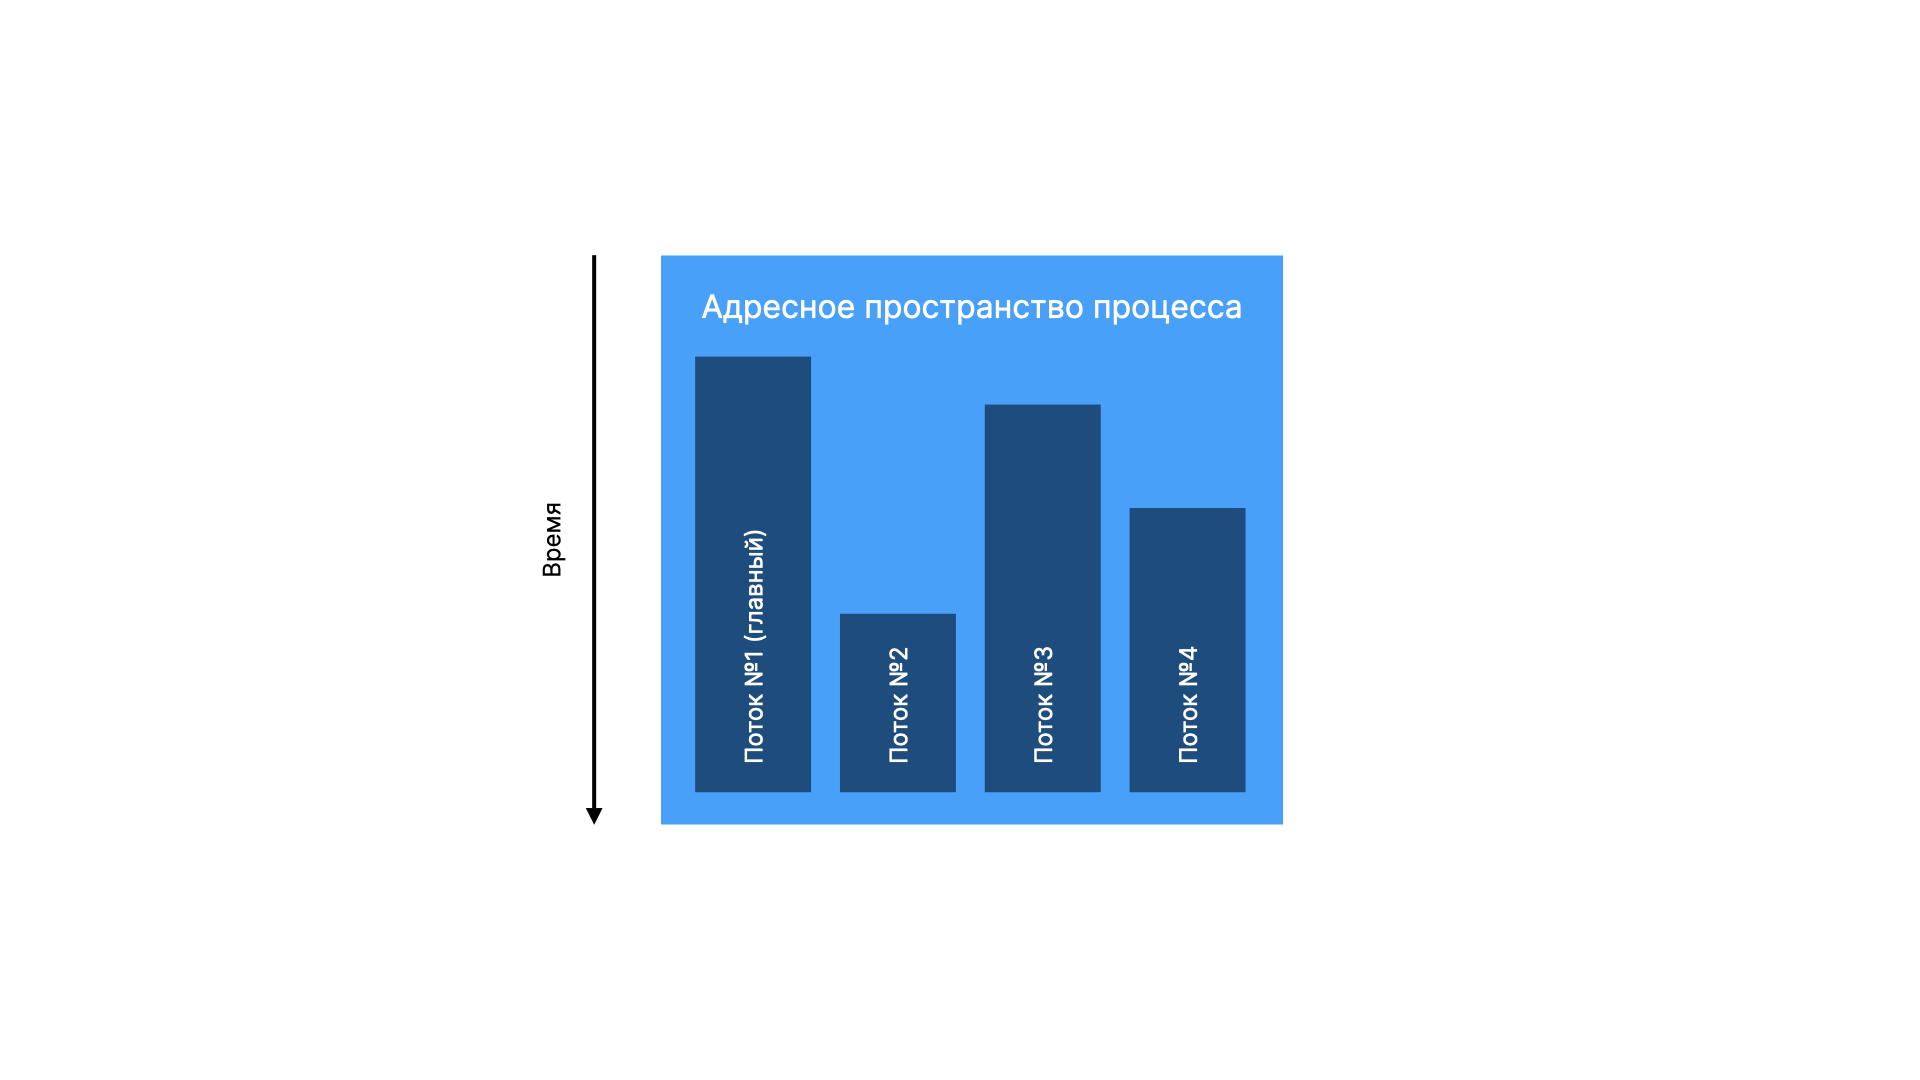 Адресное пространство процесса
Время
Поток №1 (главный)
Поток №2
Поток №3
Поток №4